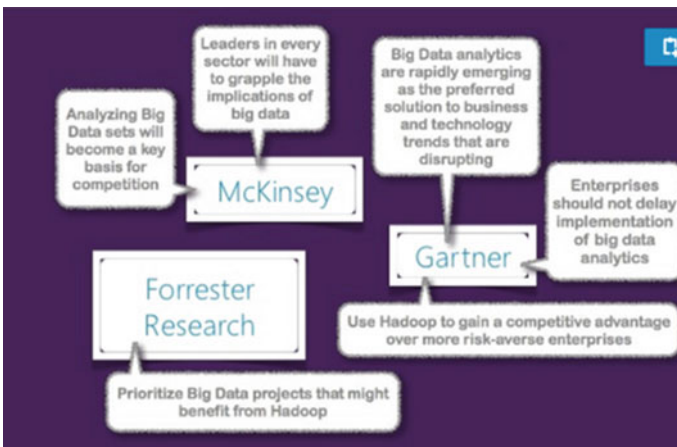 Leaders in every
sector will have
to grapple the
implications of
big data
Big Data analytics
are rapidly emerging
as the preferred
solution to business
and technology
trends that are
disrupting
Analyzing Big
Data sets will
become a key
basis for
competition
McKinsey
Enterprises
should not delay
implementation
of big data
analytics
Gartner
Forrester
Research
Use Hadoop to gain a competitive advantage
over more risk-averse enterprises
Prioritize Big Data projects that might
benefit from Hadoop